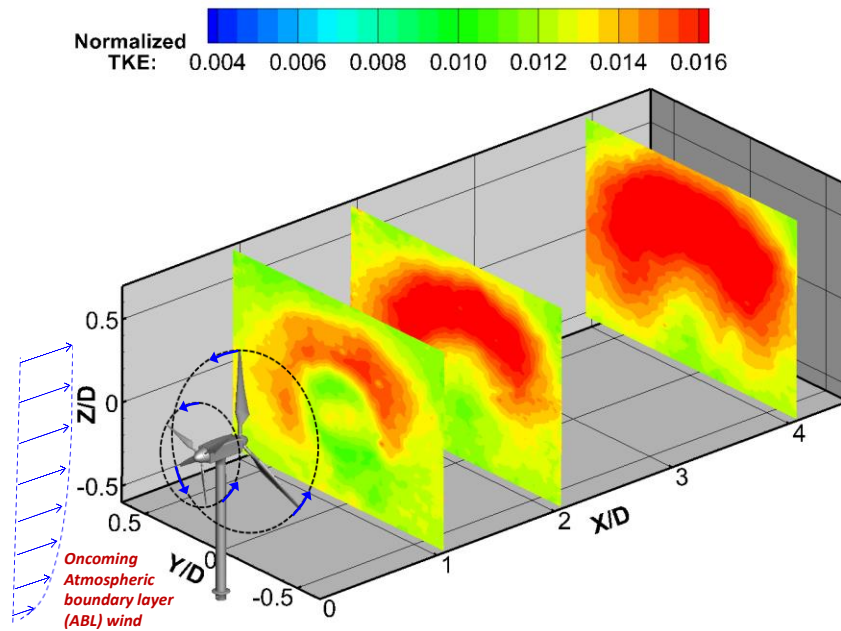 Normalized
TKE: 0.004 0.006 0.008 0.010 0.012 0.014 0.016
0.5
0
-0.5
Z/D
0.5
0
-0.5
Y/D
0
1
2
3
4
X/D
Oncoming
Atmospheric
boundary layer
(ABL) wind